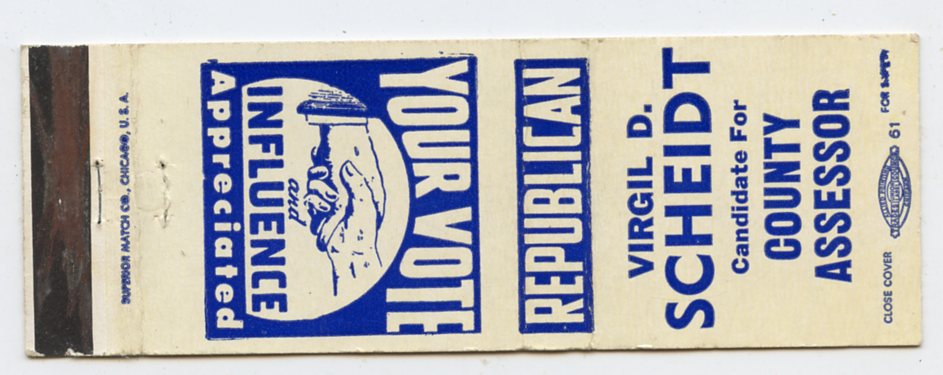 YOUR VOTE
and
INFLUENCE
Appreciated
SUPERIOR MATCH CO., CHICAGO, U. S. A.
REPUBLICAN
VIRGIL D.
SCHEIDT
Candidate For
COUNTY
ASSESSOR
CLOSE COVER 61 FOR